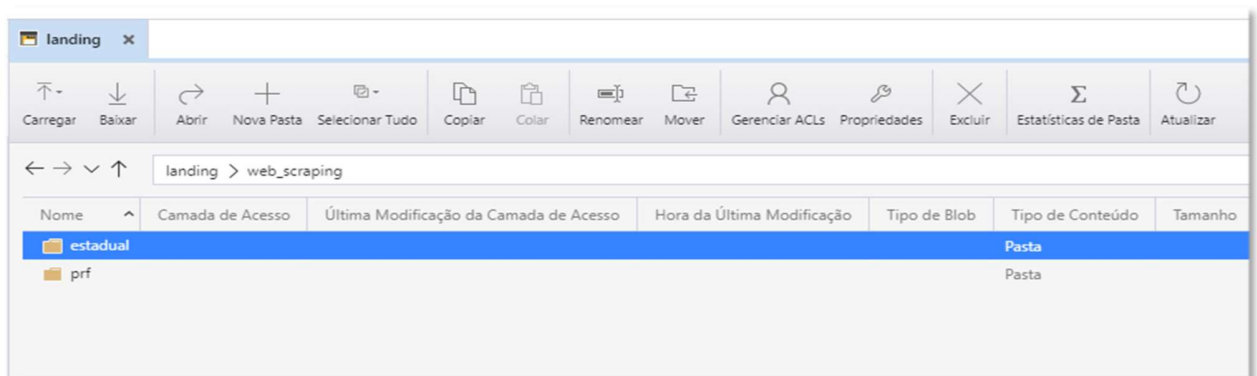 landing
Carregar Baixar Abrir Nova Pasta Selecionar Tudo Copiar Colar Renomear Mover Gerenciar ACLs Propriedades Excluir Estatísticas de Pasta Atualizar
landing > web_scraping
Nome Camada de Acesso Última Modificação da Camada de Acesso Hora da Última Modificação Tipo de Blob Tipo de Conteúdo Tamanho
estadual Pasta
prf Pasta